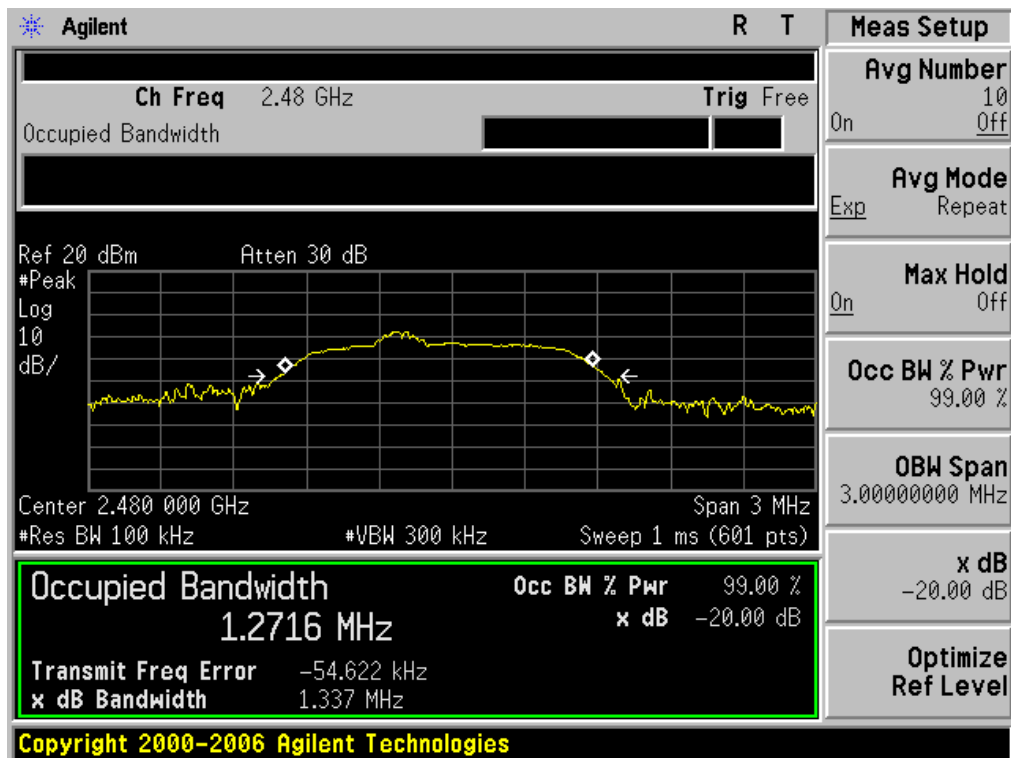 Agilent R T
Ch Freq 2.48 GHz Trig Free
Occupied Bandwidth
Ref 20 dBm Atten 30 dB
#Peak
Log
10
dB/
Center 2.480 000 GHz Span 3 MHz
#Res BW 100 kHz #VBW 300 kHz Sweep 1 ms (601 pts)
Occupied Bandwidth
1.2716 MHz
Occ BW % Pwr 99.00 %
x dB -20.00 dB
Transmit Freq Error -54.622 kHz
x dB Bandwidth 1.337 MHz
Copyright 2000-2006 Agilent Technologies
Meas Setup
Avg Number
10
On Off
Avg Mode
Exp Repeat
Max Hold
On Off
Occ BW % Pwr
99.00 %
OBW Span
3.00000000 MHz
x dB
-20.00 dB
Optimize
Ref Level